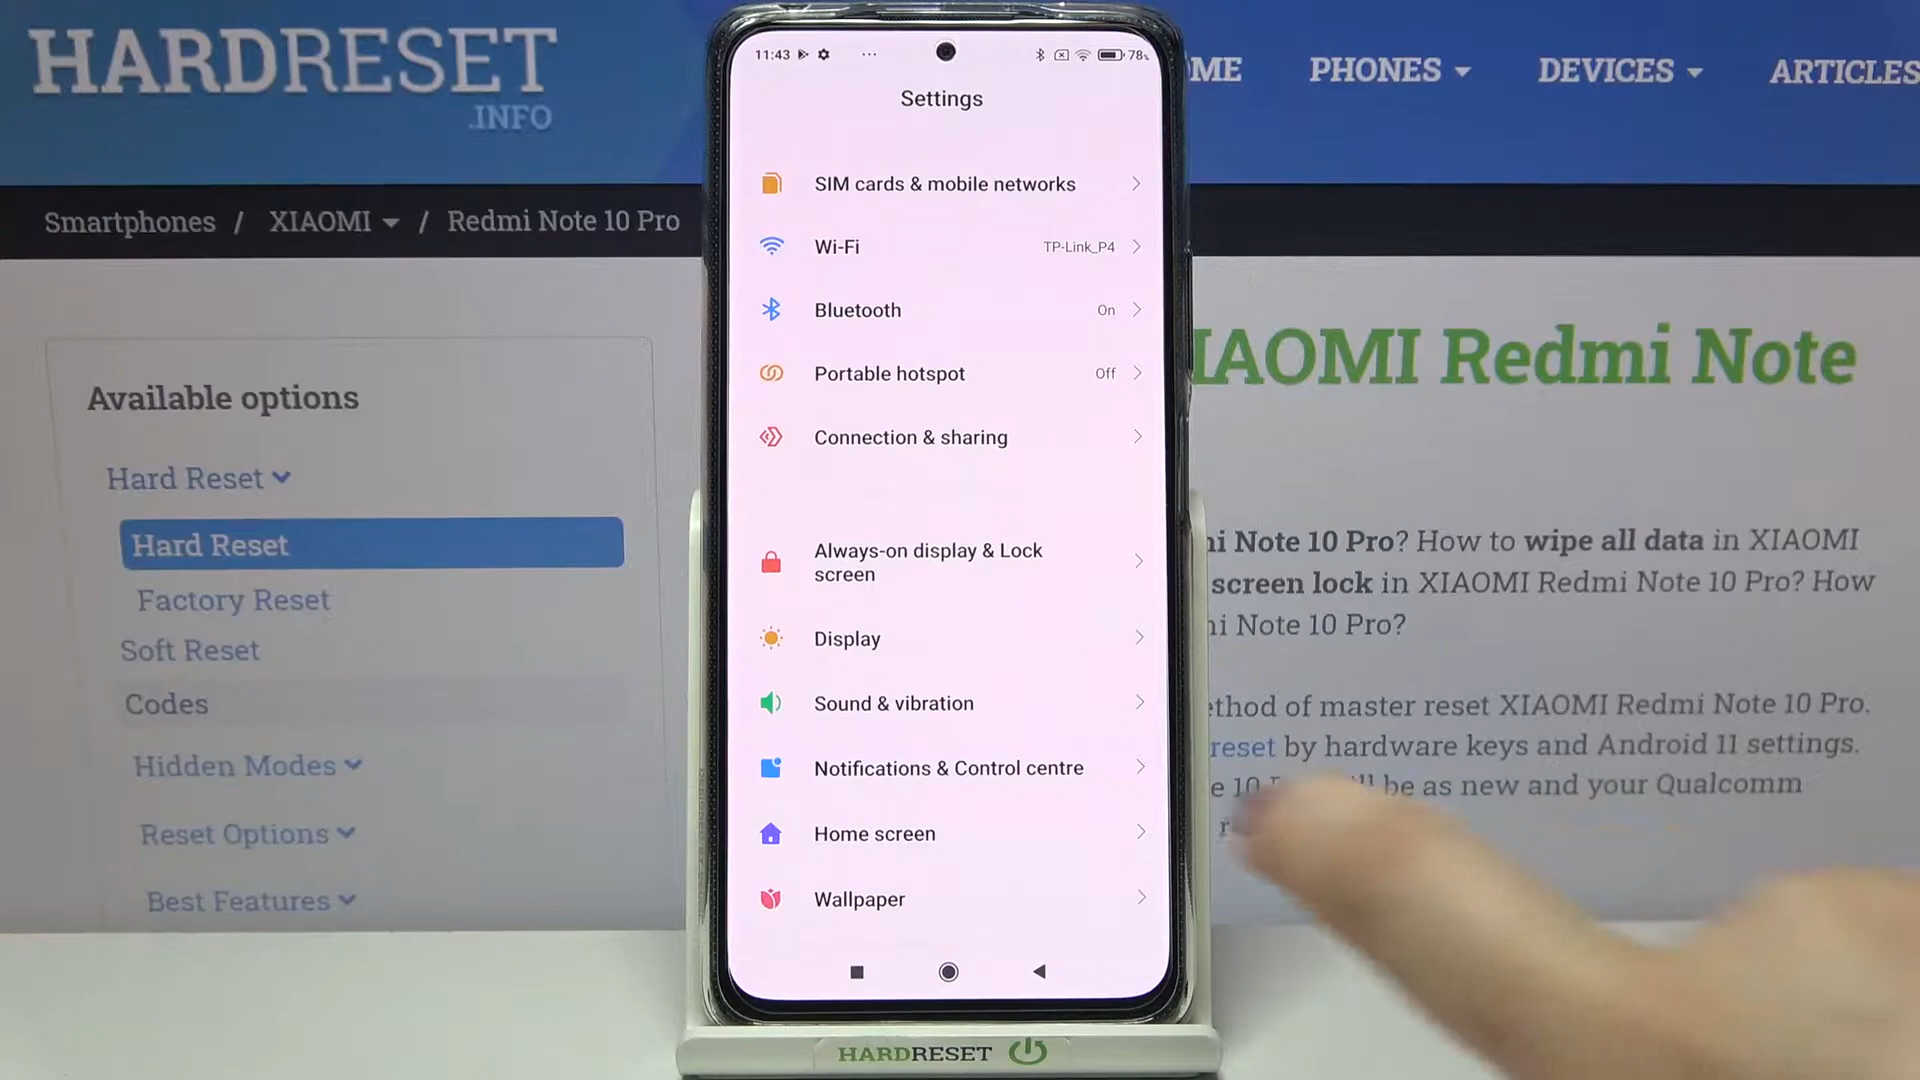 HARDRESET
.INFO
ME PHONES DEVICES ARTICLES
Smartphones / XIAOMI / Redmi Note 10 Pro
Available options
Hard Reset
Hard Reset
Factory Reset
Soft Reset
Codes
Hidden Modes
Reset Options
Best Features
11:43 ... 78%
Settings
SIM cards & mobile networks
Wi-Fi TP-Link_P4
Bluetooth On
Portable hotspot Off
Connection & sharing
Always-on display & Lock
screen
Display
Sound & vibration
Notifications & Control centre
Home screen
Wallpaper
HARDRESET
IAOMI Redmi Note
i Note 10 Pro? How to wipe all data in XIAOMI
screen lock in XIAOMI Redmi Note 10 Pro? How
i Note 10 Pro?
ethod of master reset XIAOMI Redmi Note 10 Pro.
reset by hardware keys and Android 11 settings.
e 10 be as new and your Qualcomm